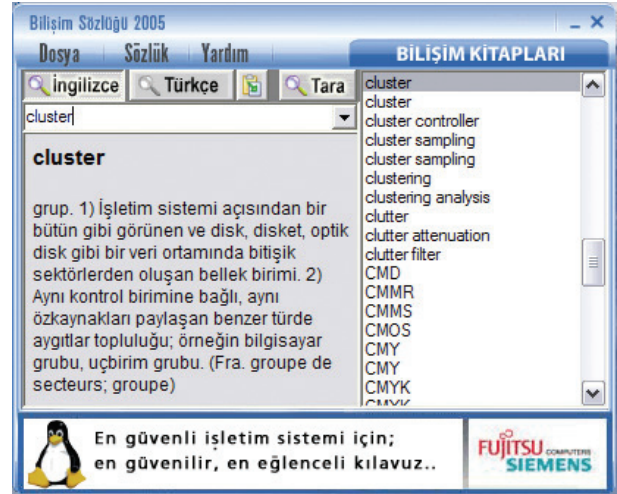 Bilişim Sözlüğü 2005
Dosya Sözlük Yardım BİLİŞİM KİTAPLARI
İngilizce Türkçe Tara
cluster
cluster
grup. 1) İşletim sistemi açısından bir
bütün gibi görünen ve disk, disket, optik
disk gibi bir veri ortamında bitişik
sektörlerden oluşan bellek birimi. 2)
Aynı kontrol birimine bağlı, aynı
özkaynakları paylaşan benzer türde
aygıtlar topluluğu; örneğin bilgisayar
grubu, uçbirim grubu. (Fra. groupe de
secteurs; groupe)
cluster
cluster
cluster controller
cluster sampling
cluster sampling
clustering
clustering analysis
clutter
clutter attenuation
clutter filter
CMD
CMMR
CMMS
CMOS
CMY
CMY
CMYK
CMYK
En güvenli işletim sistemi için;
en güvenilir, en eğlenceli kılavuz..
FUJITSU COMPUTERS
SIEMENS